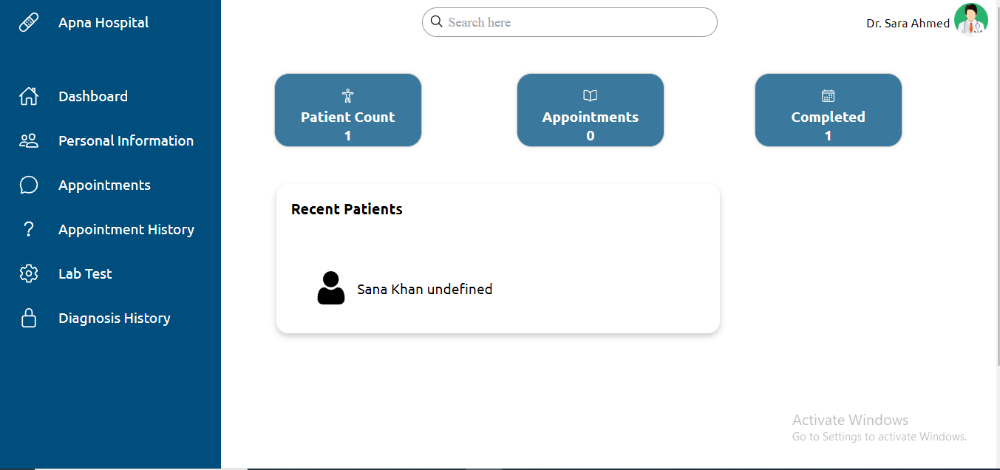 Apna Hospital
Search here
Dr. Sara Ahmed
Dashboard
Personal Information
Appointments
Appointment History
Lab Test
Diagnosis History
Patient Count
1
Appointments
0
Completed
1
Recent Patients
Sana Khan undefined
Activate Windows
Go to Settings to activate Windows.